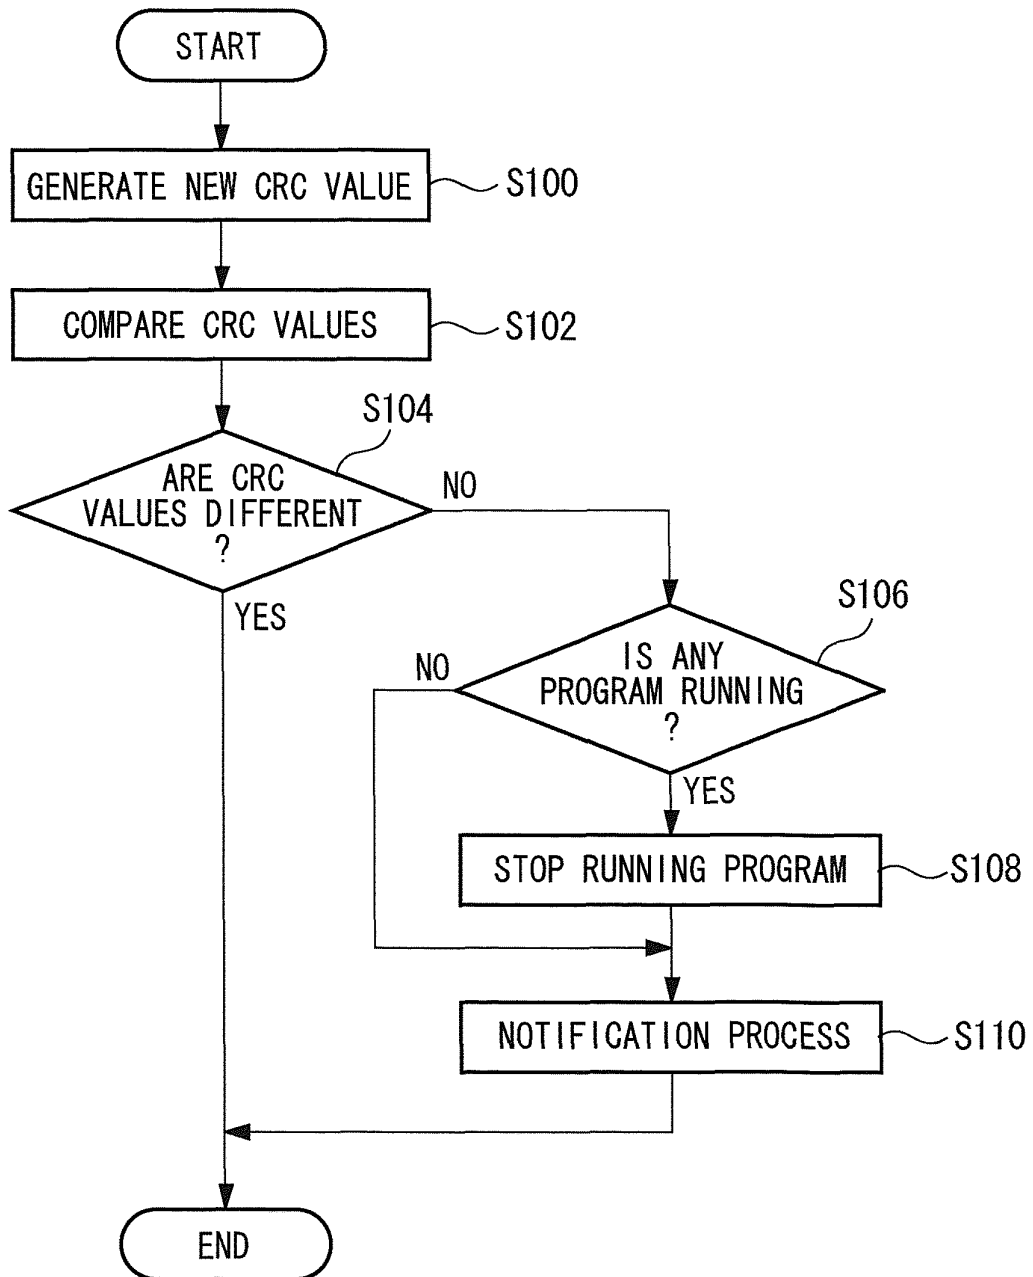 START
GENERATE NEW CRC VALUE
S100
COMPARE CRC VALUES
S102
S104
ARE CRC
VALUES DIFFERENT
?
NO
YES
S106
IS ANY
PROGRAM RUNNING
?
NO
YES
STOP RUNNING PROGRAM
S108
NOTIFICATION PROCESS
S110
END